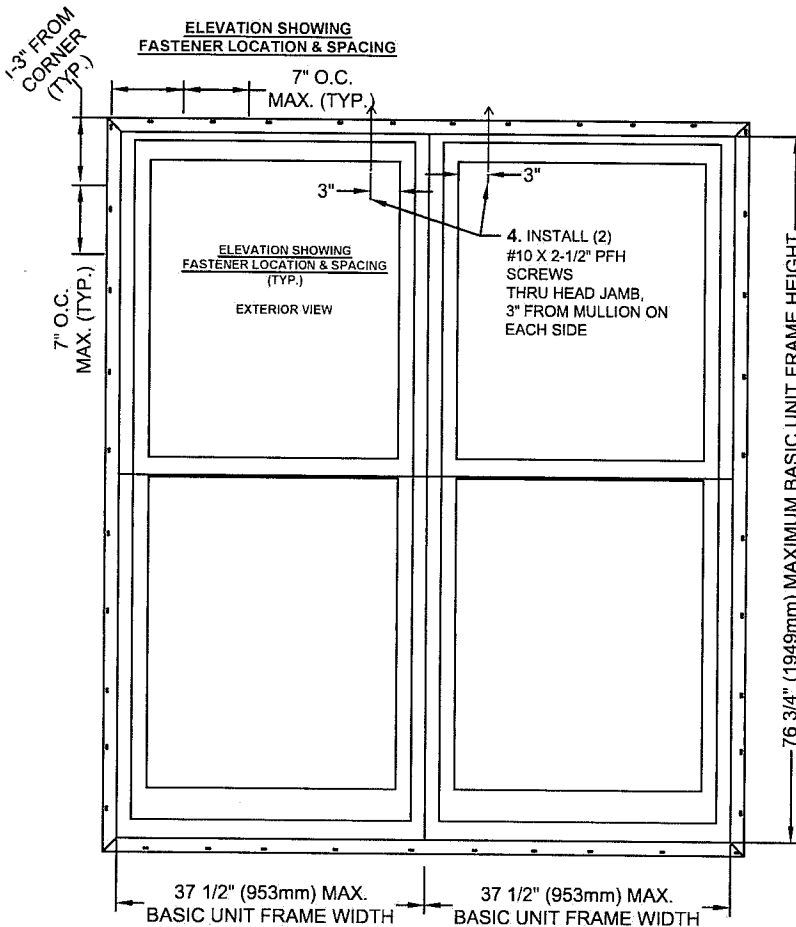 ELEVATION SHOWING
FASTENER LOCATION & SPACING
1-3" FROM
CORNER
(TYP.)
7" O.C.
MAX. (TYP.)
7" O.C.
MAX. (TYP.)
3"
3"
ELEVATION SHOWING
FASTENER LOCATION & SPACING
(TYP.)
EXTERIOR VIEW
4. INSTALL (2)
#10 X 2-1/2" PFH
SCREWS
THRU HEAD JAMB,
3" FROM MULLION ON
EACH SIDE
76 3/4" (1949mm) MAXIMUM BASIC UNIT FRAME HEIGHT
37 1/2" (953mm) MAX.
BASIC UNIT FRAME WIDTH
37 1/2" (953mm) MAX.
BASIC UNIT FRAME WIDTH